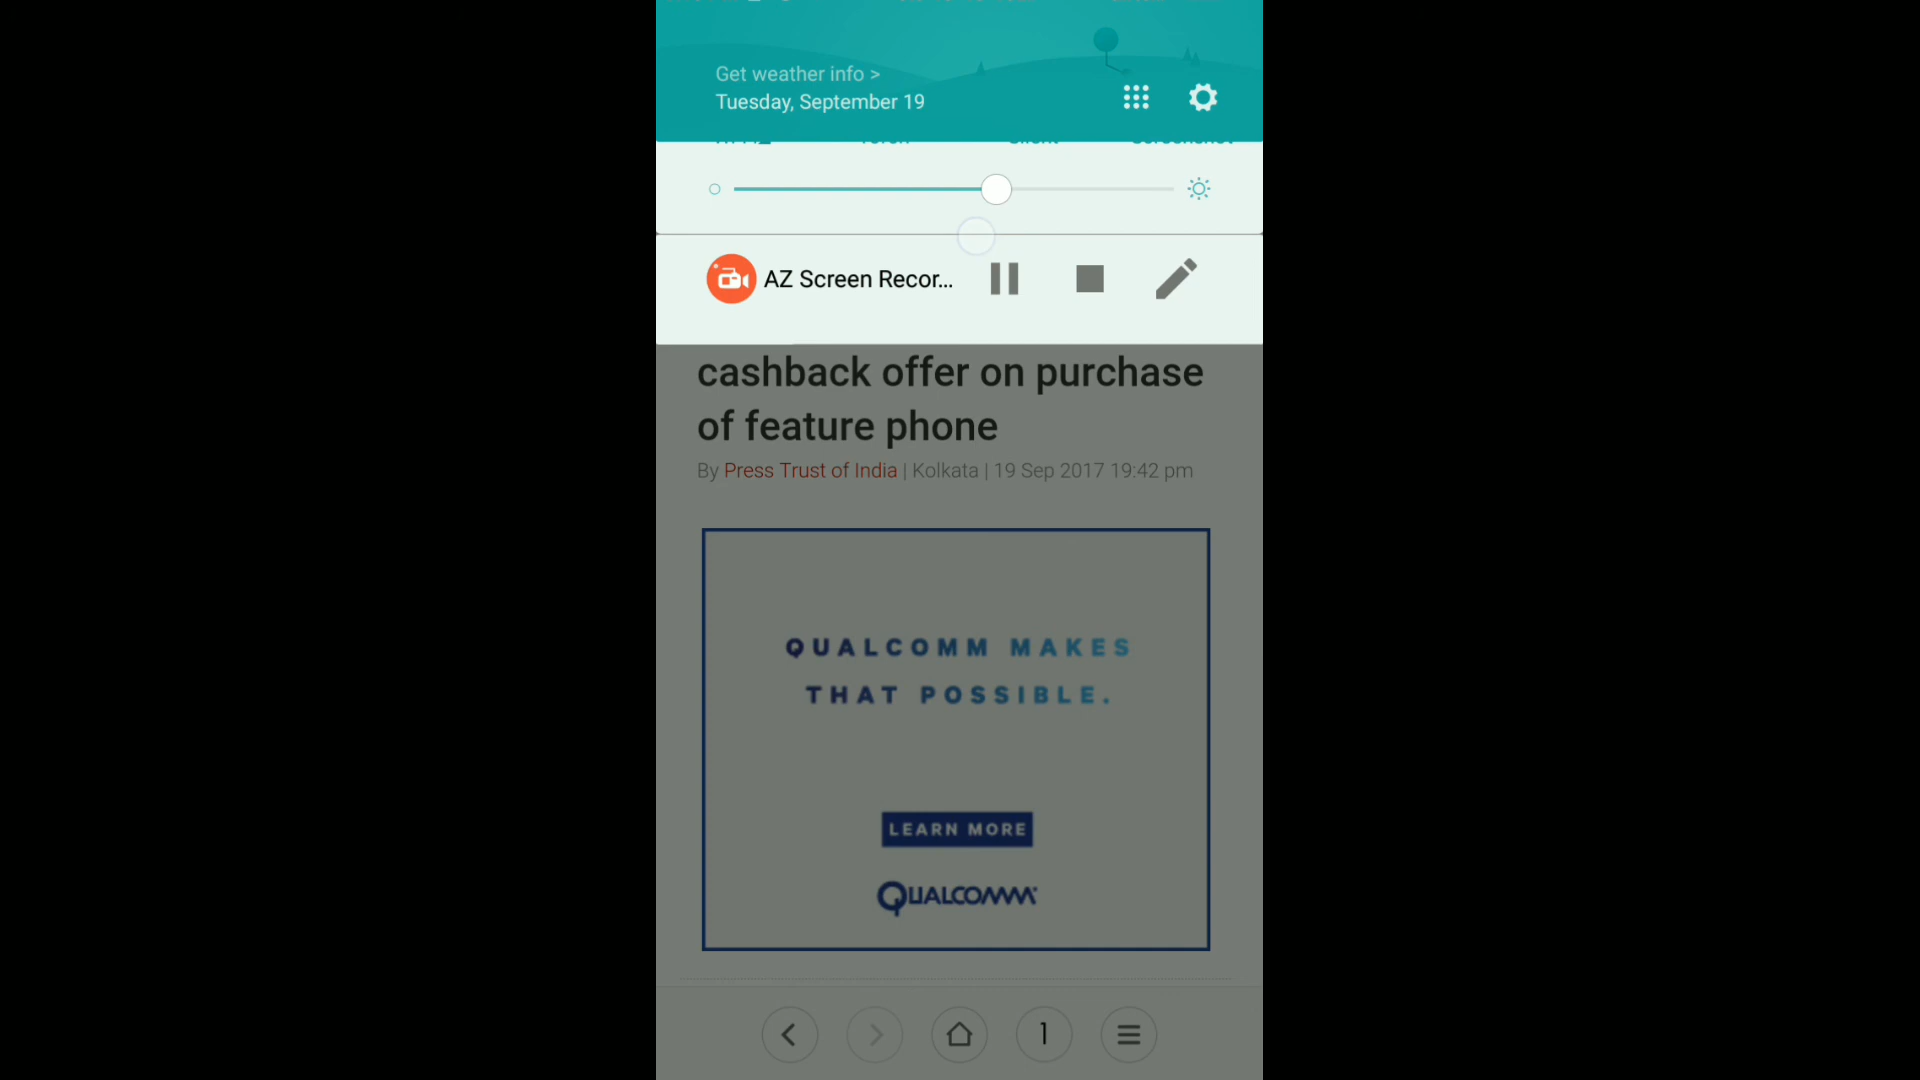 Get weather info >
Tuesday, September 19
AZ Screen Recor...
cashback offer on purchase
of feature phone
By Press Trust of India | Kolkata | 19 Sep 2017 19:42 pm
QUALCOMM MAKES
THAT POSSIBLE.
LEARN MORE
QUALCOMM
1